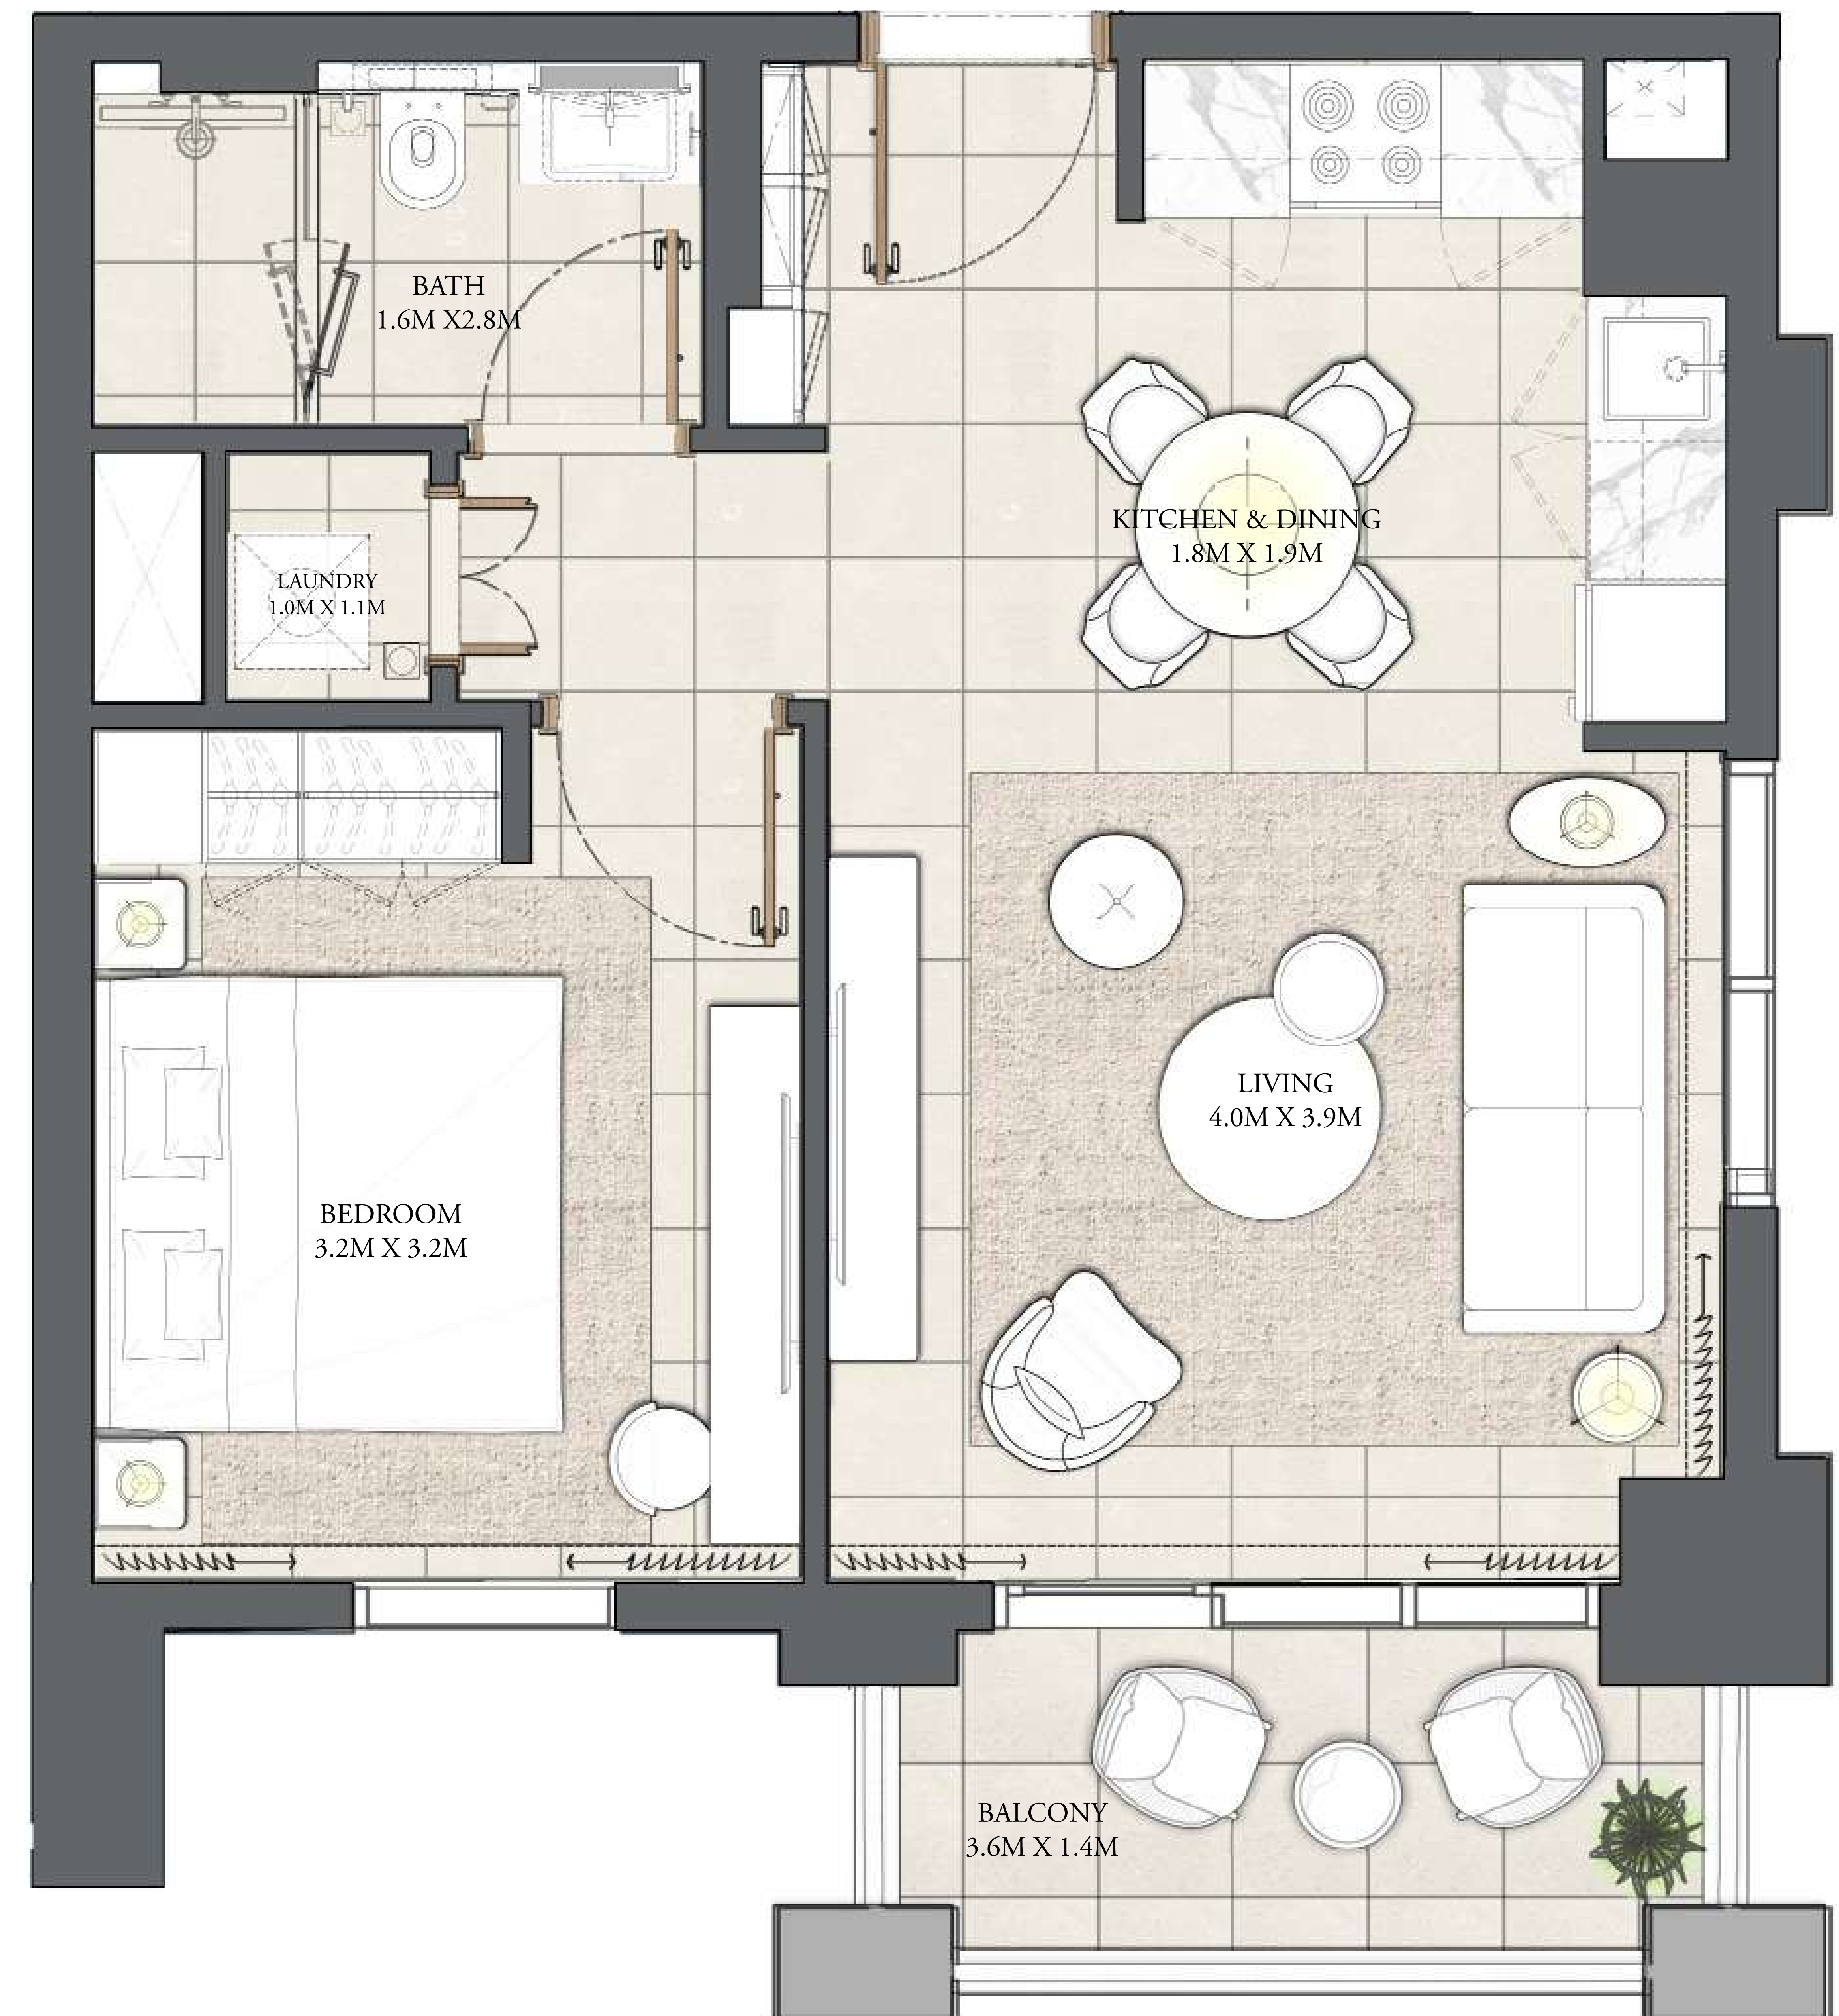 BATH
1.6M X2.8M
KITCHEN & DINING
1.8M X 1.9M
LAUNDRY
1.0M X 1.1M
LIVING
4.0M X 3.9M
BEDROOM
3.2M X 3.2M
BALCONY
3.6M X 1.4M